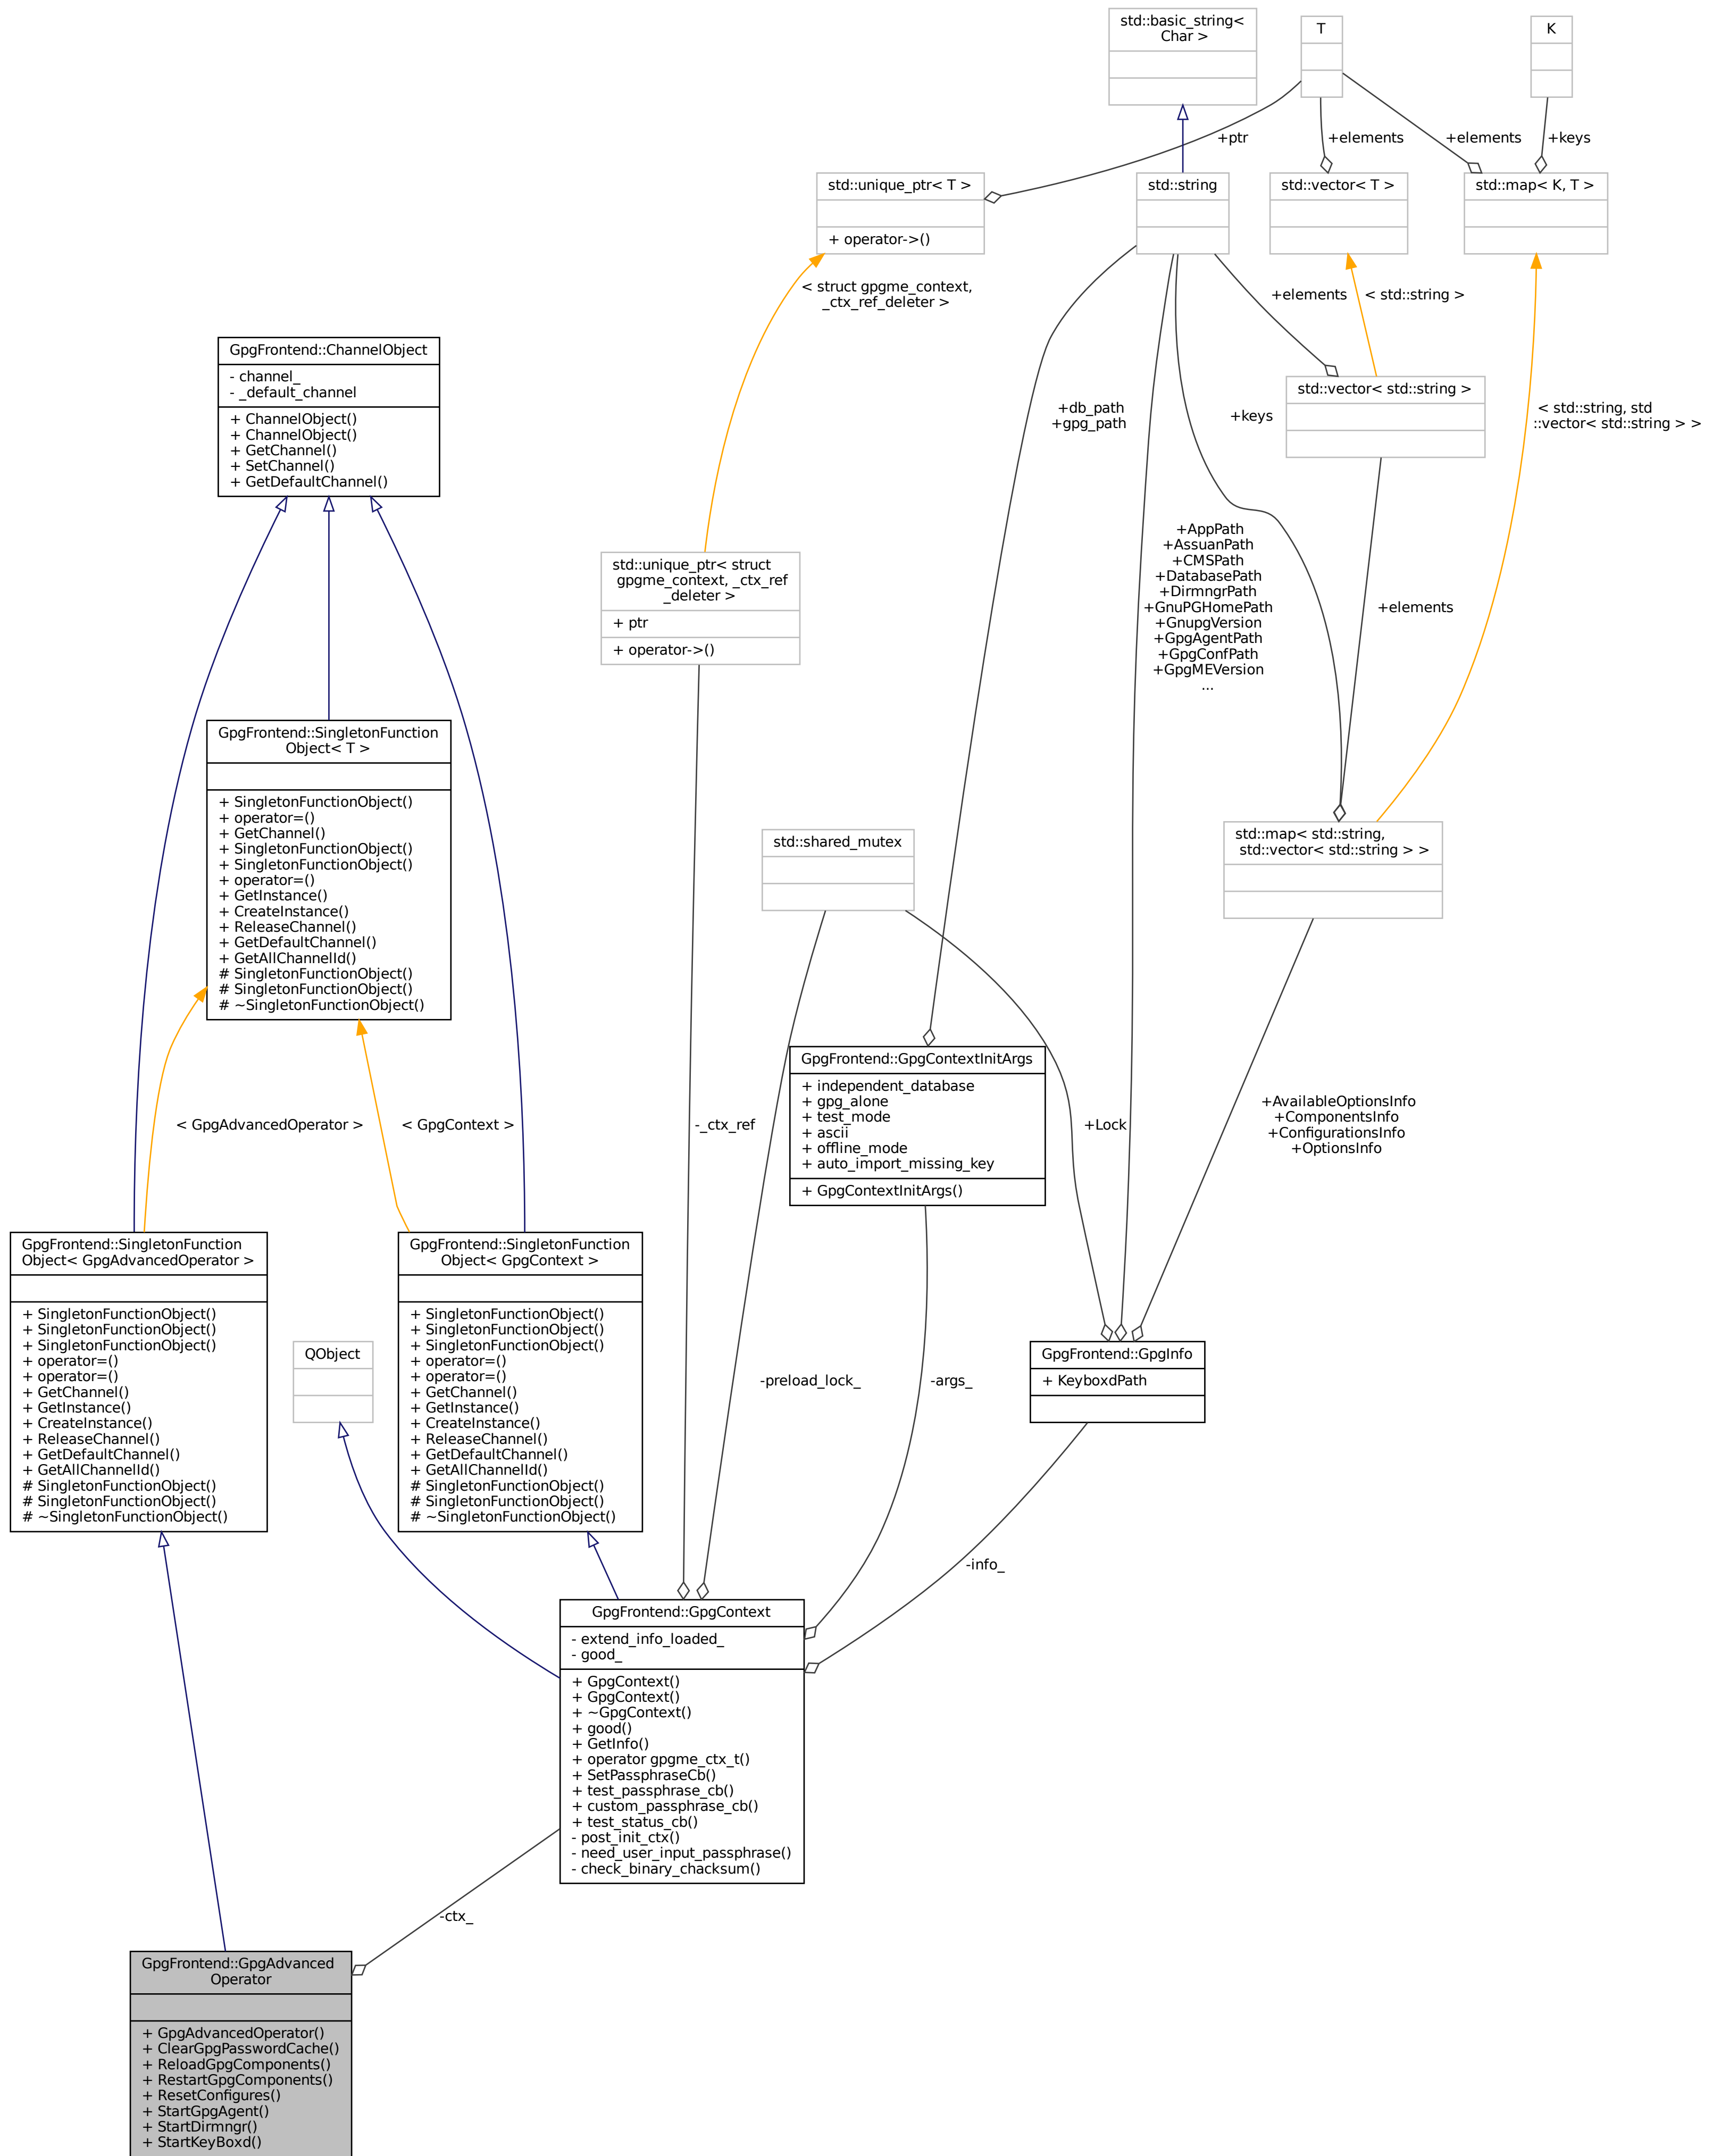 std::basic_string<
Char >
T
K
+ptr
+elements
+elements
+keys
std::unique_ptr< T >
+ operator->()
std::string
std::vector< T >
std::map< K, T >
< struct gpgme_context,
_ctx_ref_deleter >
+elements
< std::string >
GpgFrontend::ChannelObject
- channel_
- _default_channel
+ ChannelObject()
+ ChannelObject()
+ GetChannel()
+ SetChannel()
+ GetDefaultChannel()
std::vector< std::string >
+db_path
+gpg_path
+keys
< std::string, std
::vector< std::string > >
+AppPath
+AssuanPath
+CMSPath
+DatabasePath
+DirmngrPath
+GnuPGHomePath
+GnupgVersion
+GpgAgentPath
+GpgConfPath
+GpgMEVersion
...
std::unique_ptr< struct
gpgme_context, _ctx_ref
_deleter >
+ ptr
+ operator->()
+elements
GpgFrontend::SingletonFunction
Object< T >
+ SingletonFunctionObject()
+ operator=()
+ GetChannel()
+ SingletonFunctionObject()
+ SingletonFunctionObject()
+ operator=()
+ GetInstance()
+ CreateInstance()
+ ReleaseChannel()
+ GetDefaultChannel()
+ GetAllChannelId()
# SingletonFunctionObject()
# SingletonFunctionObject()
# ~SingletonFunctionObject()
std::shared_mutex
std::map< std::string,
std::vector< std::string > >
GpgFrontend::GpgContextInitArgs
+ independent_database
+ gpg_alone
+ test_mode
+ ascii
+ offline_mode
+ auto_import_missing_key
+ GpgContextInitArgs()
< GpgAdvancedOperator >
< GpgContext >
-_ctx_ref
+Lock
+AvailableOptionsInfo
+ComponentsInfo
+ConfigurationsInfo
+OptionsInfo
GpgFrontend::SingletonFunction
Object< GpgAdvancedOperator >
+ SingletonFunctionObject()
+ SingletonFunctionObject()
+ SingletonFunctionObject()
+ operator=()
+ operator=()
+ GetChannel()
+ GetInstance()
+ CreateInstance()
+ ReleaseChannel()
+ GetDefaultChannel()
+ GetAllChannelId()
# SingletonFunctionObject()
# SingletonFunctionObject()
# ~SingletonFunctionObject()
QObject
GpgFrontend::SingletonFunction
Object< GpgContext >
+ SingletonFunctionObject()
+ SingletonFunctionObject()
+ SingletonFunctionObject()
+ operator=()
+ operator=()
+ GetChannel()
+ GetInstance()
+ CreateInstance()
+ ReleaseChannel()
+ GetDefaultChannel()
+ GetAllChannelId()
# SingletonFunctionObject()
# SingletonFunctionObject()
# ~SingletonFunctionObject()
-preload_lock_
-args_
GpgFrontend::GpgInfo
+ KeyboxdPath
-info_
GpgFrontend::GpgContext
- extend_info_loaded_
- good_
+ GpgContext()
+ GpgContext()
+ ~GpgContext()
+ good()
+ GetInfo()
+ operator gpgme_ctx_t()
+ SetPassphraseCb()
+ test_passphrase_cb()
+ custom_passphrase_cb()
+ test_status_cb()
- post_init_ctx()
- need_user_input_passphrase()
- check_binary_chacksum()
-ctx_
GpgFrontend::GpgAdvanced
Operator
+ GpgAdvancedOperator()
+ ClearGpgPasswordCache()
+ ReloadGpgComponents()
+ RestartGpgComponents()
+ ResetConfigures()
+ StartGpgAgent()
+ StartDirmngr()
+ StartKeyBoxd()